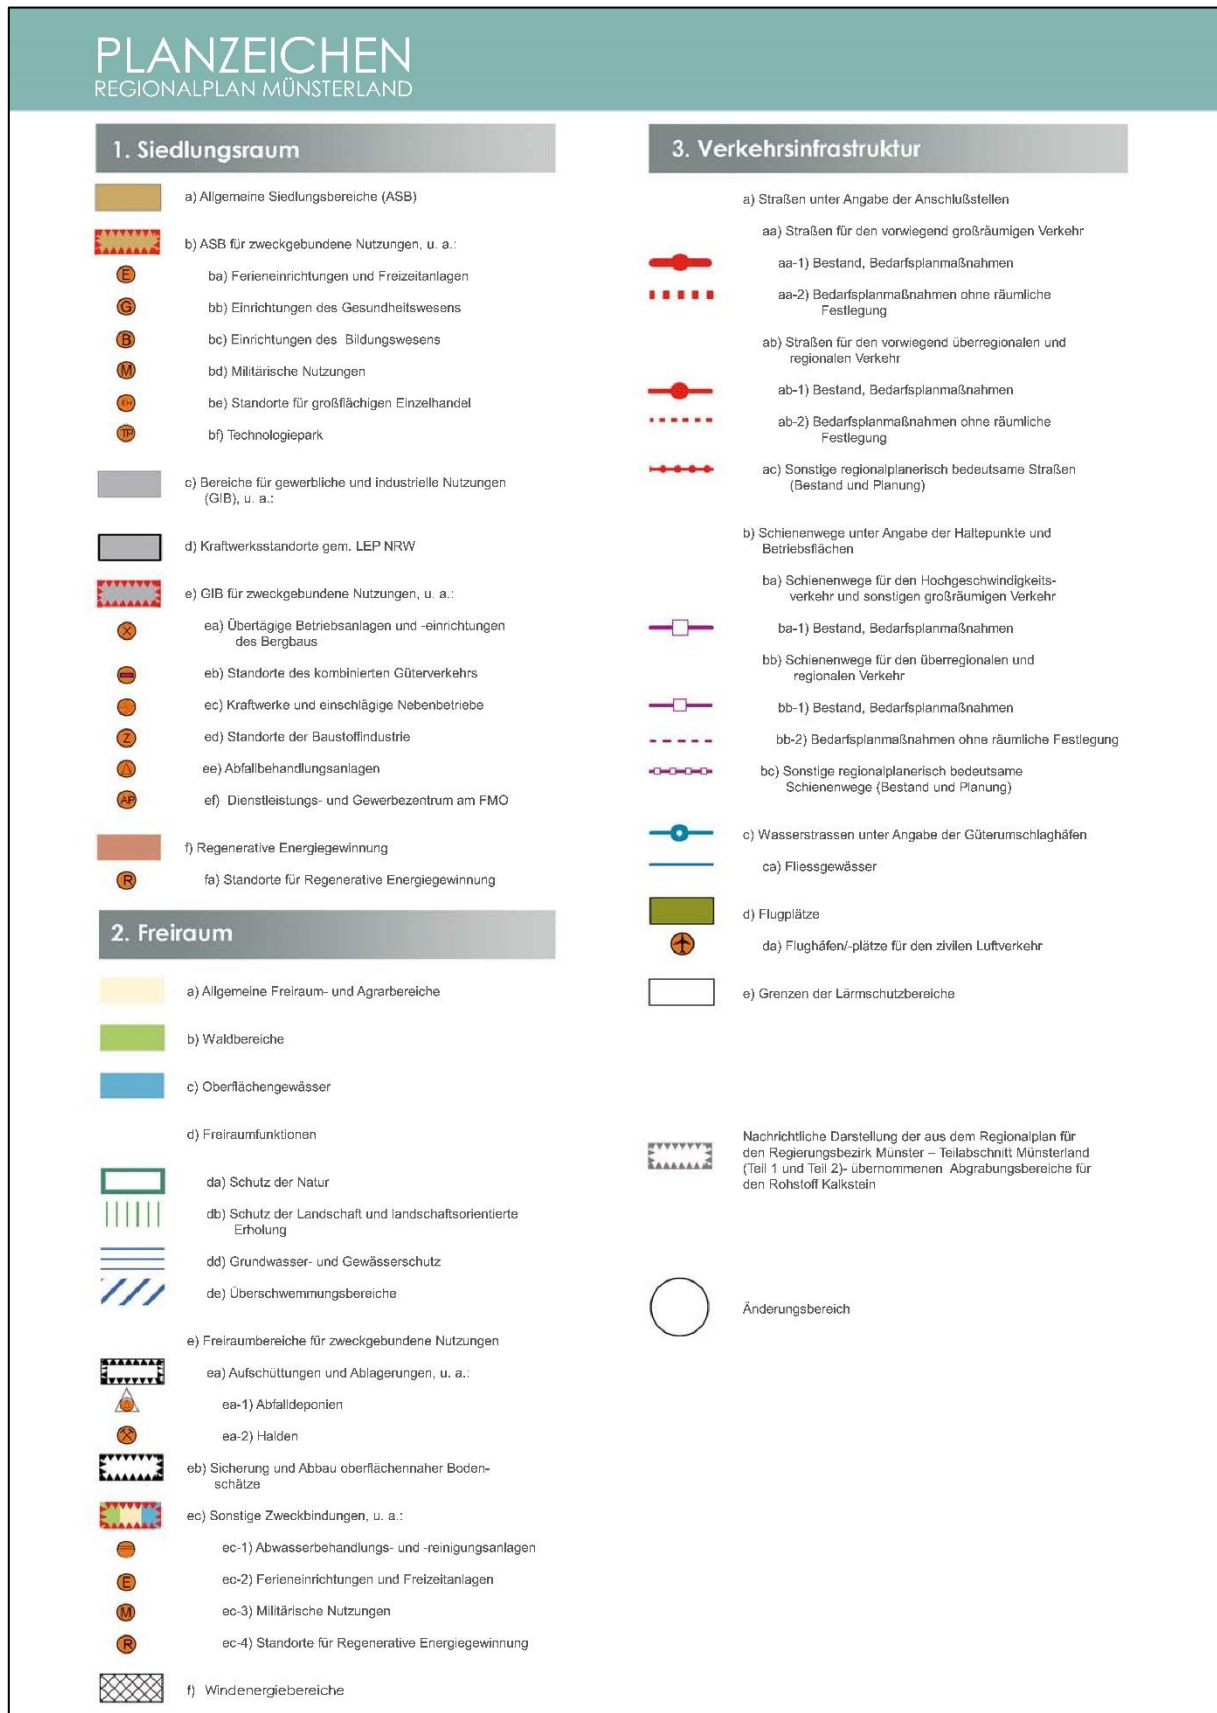 PLANZEICHEN
REGIONALPLAN MÜNSTERLAND
1. Siedlungsraum
a) Allgemeine Siedlungsbereiche (ASB)
b) ASB für zweckgebundene Nutzungen, u. a.:
E
ba) Ferieneinrichtungen und Freizeitanlagen
G
bb) Einrichtungen des Gesundheitswesens
B
bc) Einrichtungen des Bildungswesens
M
bd) Militärische Nutzungen
EH
be) Standorte für großflächigen Einzelhandel
TP
bf) Technologiepark
c) Bereiche für gewerbliche und industrielle Nutzungen
(GIB), u. a.:
d) Kraftwerksstandorte gem. LEP NRW
e) GIB für zweckgebundene Nutzungen, u. a.:
ea) Übertägige Betriebsanlagen und -einrichtungen
des Bergbaus
eb) Standorte des kombinierten Güterverkehrs
ec) Kraftwerke und einschlägige Nebenbetriebe
Z
ed) Standorte der Baustoffindustrie
ee) Abfallbehandlungsanlagen
AP
ef) Dienstleistungs- und Gewerbezentrum am FMO
f) Regenerative Energiegewinnung
R
fa) Standorte für Regenerative Energiegewinnung
2. Freiraum
a) Allgemeine Freiraum- und Agrarbereiche
b) Waldbereiche
c) Oberflächengewässer
d) Freiraumfunktionen
da) Schutz der Natur
db) Schutz der Landschaft und landschaftsorientierte
Erholung
dd) Grundwasser- und Gewässerschutz
de) Überschwemmungsbereiche
e) Freiraumbereiche für zweckgebundene Nutzungen
ea) Aufschüttungen und Ablagerungen, u. a.:
ea-1) Abfalldeponien
ea-2) Halden
eb) Sicherung und Abbau oberflächennaher Boden-
schätze
ec) Sonstige Zweckbindungen, u. a.:
ec-1) Abwasserbehandlungs- und -reinigungsanlagen
E
ec-2) Ferieneinrichtungen und Freizeitanlagen
M
ec-3) Militärische Nutzungen
R
ec-4) Standorte für Regenerative Energiegewinnung
f) Windenergiebereiche
3. Verkehrsinfrastruktur
a) Straßen unter Angabe der Anschlußstellen
aa) Straßen für den vorwiegend großräumigen Verkehr
aa-1) Bestand, Bedarfsplanmaßnahmen
aa-2) Bedarfsplanmaßnahmen ohne räumliche
Festlegung
ab) Straßen für den vorwiegend überregionalen und
regionalen Verkehr
ab-1) Bestand, Bedarfsplanmaßnahmen
ab-2) Bedarfsplanmaßnahmen ohne räumliche
Festlegung
ac) Sonstige regionalplanerisch bedeutsame Straßen
(Bestand und Planung)
b) Schienenwege unter Angabe der Haltepunkte und
Betriebsflächen
ba) Schienenwege für den Hochgeschwindigkeits-
verkehr und sonstigen großräumigen Verkehr
ba-1) Bestand, Bedarfsplanmaßnahmen
bb) Schienenwege für den überregionalen und
regionalen Verkehr
bb-1) Bestand, Bedarfsplanmaßnahmen
bb-2) Bedarfsplanmaßnahmen ohne räumliche Festlegung
bc) Sonstige regionalplanerisch bedeutsame
Schienenwege (Bestand und Planung)
c) Wasserstrassen unter Angabe der Güterumschlaghäfen
ca) Fliessgewässer
d) Flugplätze
da) Flughäfen/-plätze für den zivilen Luftverkehr
e) Grenzen der Lärmschutzbereiche
Nachrichtliche Darstellung der aus dem Regionalplan für
den Regierungsbezirk Münster – Teilabschnitt Münsterland
(Teil 1 und Teil 2)- übernommenen Abgrabungsbereiche für
den Rohstoff Kalkstein
Änderungsbereich